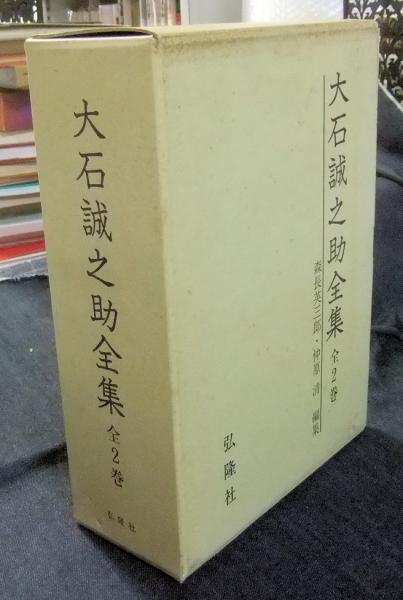 大石誠之助全集 全2巻
弘隆社
大石誠之助全集 全2巻
森長英三郎・仲原 清 編集
弘隆社